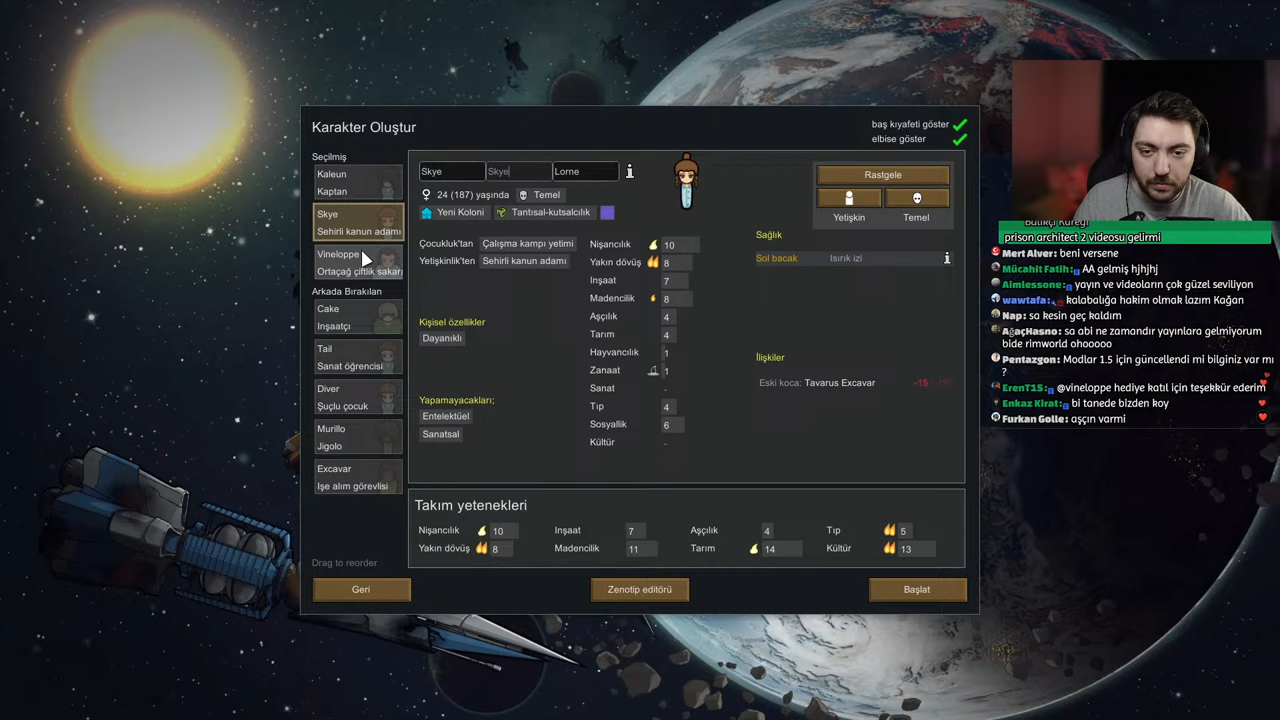 Karakter Oluştur
baş kıyafeti göster
elbise göster
Seçilmiş
Kaleun
Kaptan
Skye
Sehirli kanun adamı
Vineloppe
Ortaçağ çiftlik sakarı
Arkada Bırakılan
Cake
İnşaatçı
Tail
Sanat öğrencisi
Diver
Şuçlu çocuk
Murillo
Jigolo
Excavar
Işe alım görevlisi
Drag to reorder
Skye Skye Lorne
24 (187) yaşında Temel
Yeni Koloni Tantısal-kutsalcılık
Çocukluk'tan Çalışma kampı yetimi
Yetişkinlik'ten Sehirli kanun adamı
Kişisel özellikler
Dayanıklı
Yapamayacakları;
Entelektüel
Sanatsal
Nişancılık 10
Yakın dövüş 8
İnşaat 7
Madencilik 8
Aşçılık 4
Tarım 4
Hayvancılık 1
Zanaat 1
Sanat -
Tıp 4
Sosyallik 6
Kültür -
Rastgele
Yetişkin Temel
Sağlık
Sol bacak Isırık izi
İlişkiler
Eski koca: Tavarus Excavar -15
Takım yetenekleri
Nişancılık 10 İnşaat 7 Aşçılık 4 Tıp 5
Yakın dövüş 8 Madencilik 11 Tarım 14 Kültür 13
Geri
Zenotip editörü
Başlat
prison architect 2 videosu gelirmi
Mert Alver: beni versene
Mücahit Fatih: AA gelmiş hjhjhj
Aimlessone: yayın ve videoların çok güzel seviliyon
wawtafa: kalabalığa hakim olmak lazım Kağan
Nap: sa kesin geç kaldım
AğaçHasno: sa abi ne zamandır yayınlara gelmiyorum
bide rimworld ohooooo
Pentazgon: Modlar 1.5 için güncellendi mi bilginiz var mı
?
ErenT1S: @vineloppe hediye katıl için teşekkür ederim
Enkaz Kirat: bi tanede bizden koy
Furkan Golle: aşçın varmi